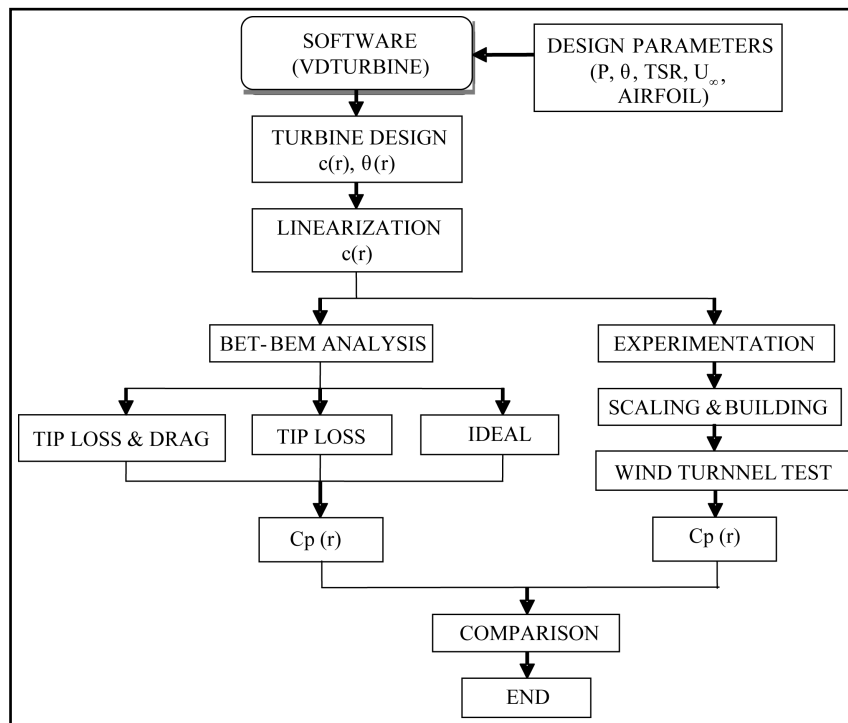 SOFTWARE
(VDTURBINE)
DESIGN PARAMETERS
(P, θ, TSR, U∞,
AIRFOIL)
TURBINE DESIGN
c(r), θ(r)
LINEARIZATION
c(r)
BET-BEM ANALYSIS
EXPERIMENTATION
TIP LOSS & DRAG
TIP LOSS
IDEAL
SCALING & BUILDING
WIND TURNNEL TEST
Cp (r)
Cp (r)
COMPARISON
END